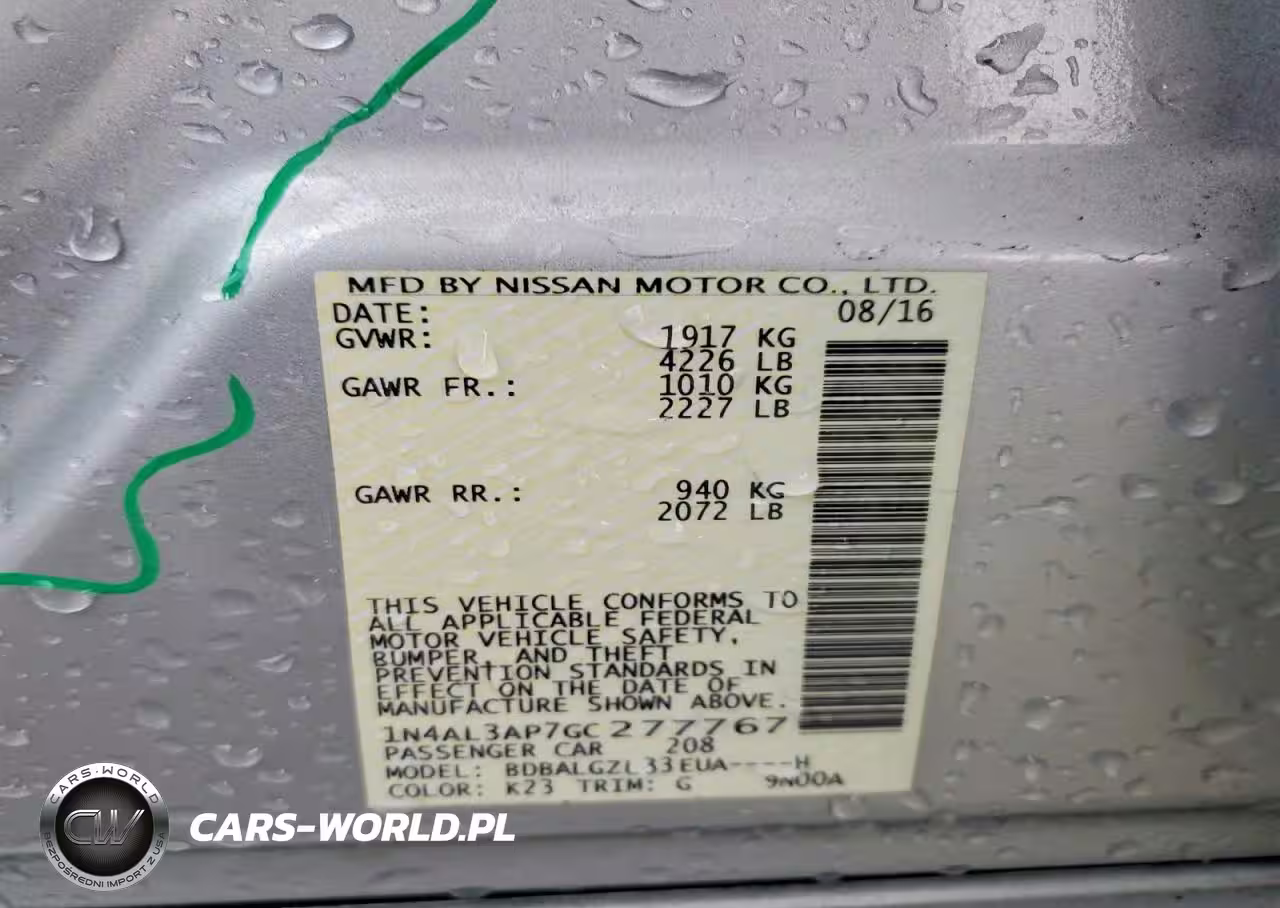 MFD BY NISSAN MOTOR CO., LTD.
DATE: 08/16
GVWR: 1917 KG
4226 LB
GAWR FR.: 1010 KG
2227 LB
GAWR RR.: 940 KG
2072 LB
THIS VEHICLE CONFORMS TO
ALL APPLICABLE FEDERAL
MOTOR VEHICLE SAFETY,
BUMPER, AND THEFT
PREVENTION STANDARDS IN
EFFECT ON THE DATE OF
MANUFACTURE SHOWN ABOVE.
1N4AL3AP7GC277767
PASSENGER CAR 208
MODEL: BDBALGZL33EUA----H
COLOR: K23 TRIM: G 9N00A
CARS-WORLD
CW
BEZPOŚREDNI IMPORT Z USA
CARS-WORLD.PL